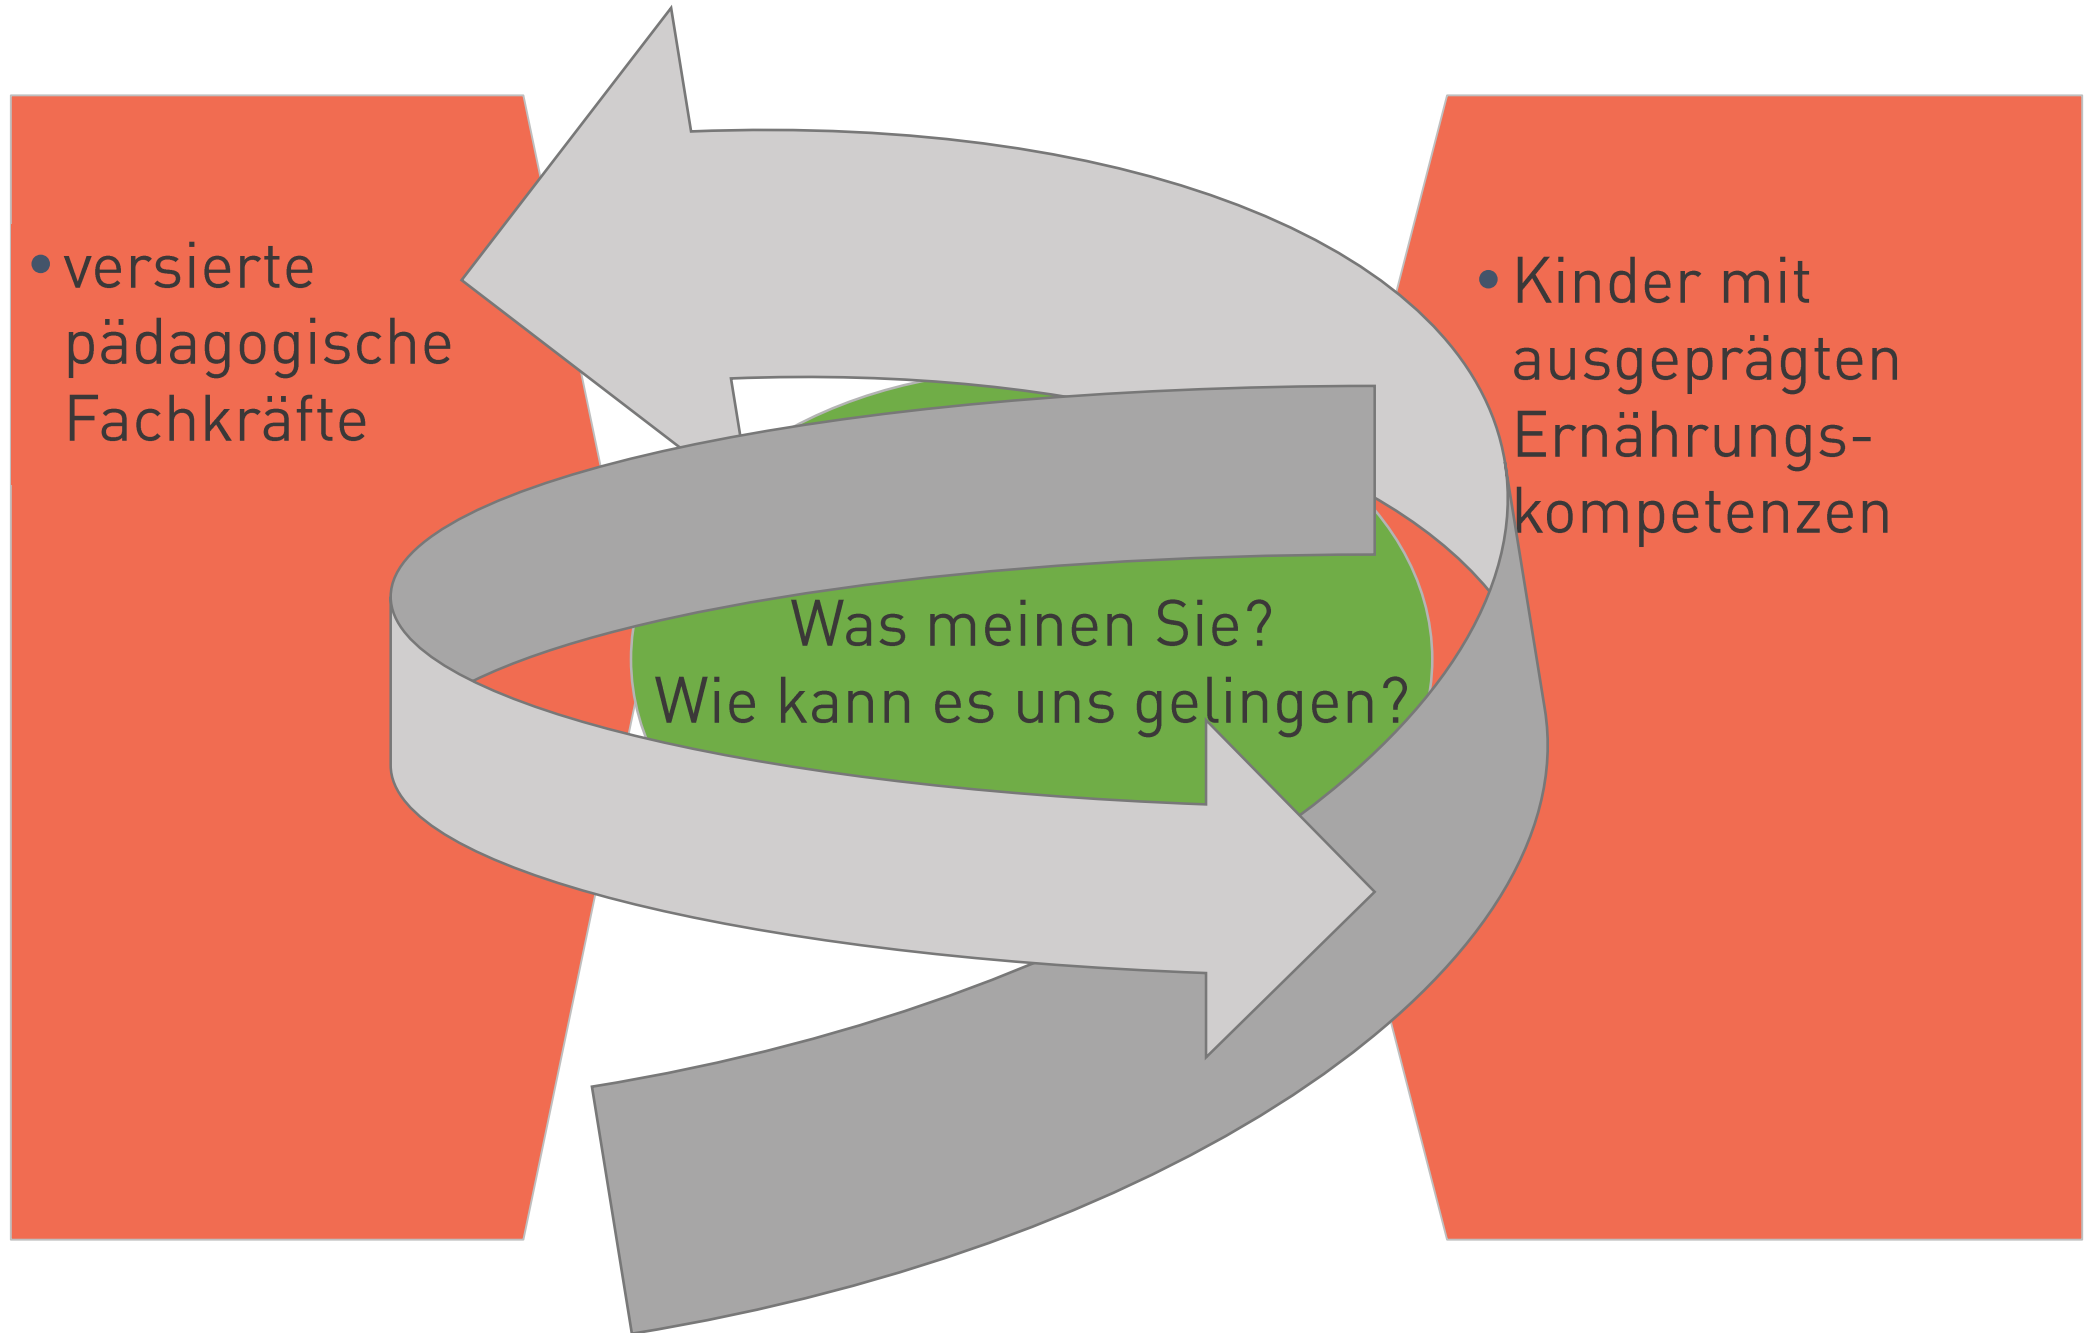 • versierte
pädagogische
Fachkräfte
Was meinen Sie?
Wie kann es uns gelingen?
• Kinder mit
ausgeprägten
Ernährungs-
kompetenzen